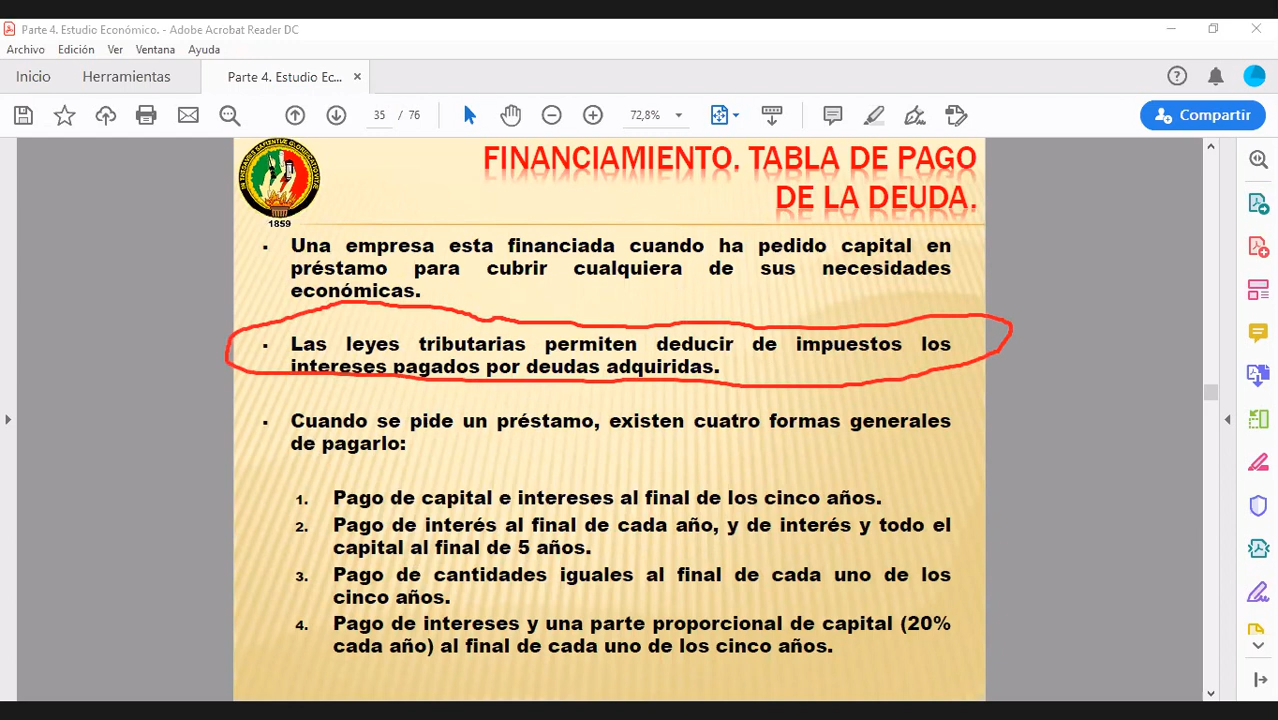 Parte 4. Estudio Económico. - Adobe Acrobat Reader DC
Archivo Edición Ver Ventana Ayuda
Inicio Herramientas Parte 4. Estudio Ec... ×
35 / 76 72,8% Compartir
FINANCIAMIENTO. TABLA DE PAGO
DE LA DEUDA.
1859
▪ Una empresa esta financiada cuando ha pedido capital en
préstamo para cubrir cualquiera de sus necesidades
económicas.
▪ Las leyes tributarias permiten deducir de impuestos los
intereses pagados por deudas adquiridas.
▪ Cuando se pide un préstamo, existen cuatro formas generales
de pagarlo:
1. Pago de capital e intereses al final de los cinco años.
2. Pago de interés al final de cada año, y de interés y todo el
capital al final de 5 años.
3. Pago de cantidades iguales al final de cada uno de los
cinco años.
4. Pago de intereses y una parte proporcional de capital (20%
cada año) al final de cada uno de los cinco años.